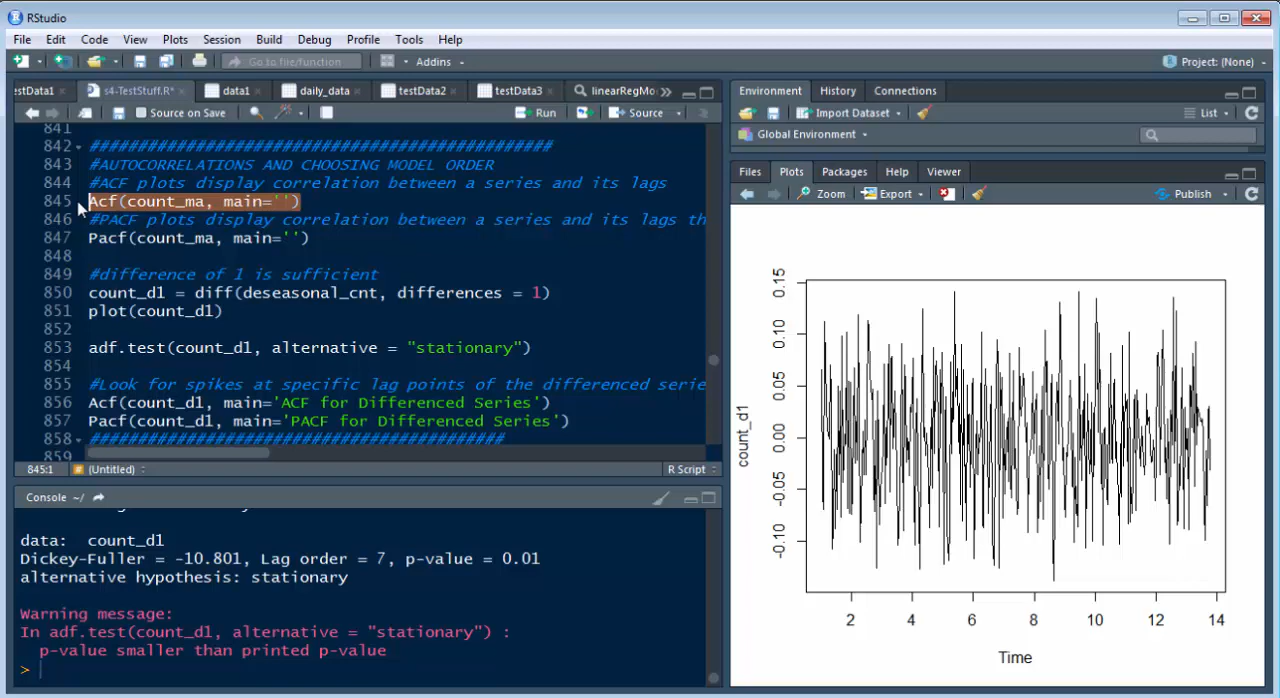 RStudio
File Edit Code View Plots Session Build Debug Profile Tools Help
Go to file/function Addins Project: (None)
stData1 s4-TestStuff.R* data1 daily_data testData2 testData3 linearRegMo
Source on Save Run Source
841
842 ################################################
843 #AUTOCORRELATIONS AND CHOOSING MODEL ORDER
844 #ACF plots display correlation between a series and its lags
845 Acf(count_ma, main='')
846 #PACF plots display correlation between a series and its lags th
847 Pacf(count_ma, main='')
848
849 #difference of 1 is sufficient
850 count_d1 = diff(deseasonal_cnt, differences = 1)
851 plot(count_d1)
852
853 adf.test(count_d1, alternative = "stationary")
854
855 #Look for spikes at specific lag points of the differenced serie
856 Acf(count_d1, main='ACF for Differenced Series')
857 Pacf(count_d1, main='PACF for Differenced Series')
858 ###########################################
859
845:1 (Untitled) R Script
Console ~/
data: count_d1
Dickey-Fuller = -10.801, Lag order = 7, p-value = 0.01
alternative hypothesis: stationary
Warning message:
In adf.test(count_d1, alternative = "stationary") :
p-value smaller than printed p-value
>
Environment History Connections
Import Dataset List
Global Environment
Files Plots Packages Help Viewer
Zoom Export Publish
0.15
0.10
0.05
0.00
-0.05
-0.10
count_d1
2 4 6 8 10 12 14
Time